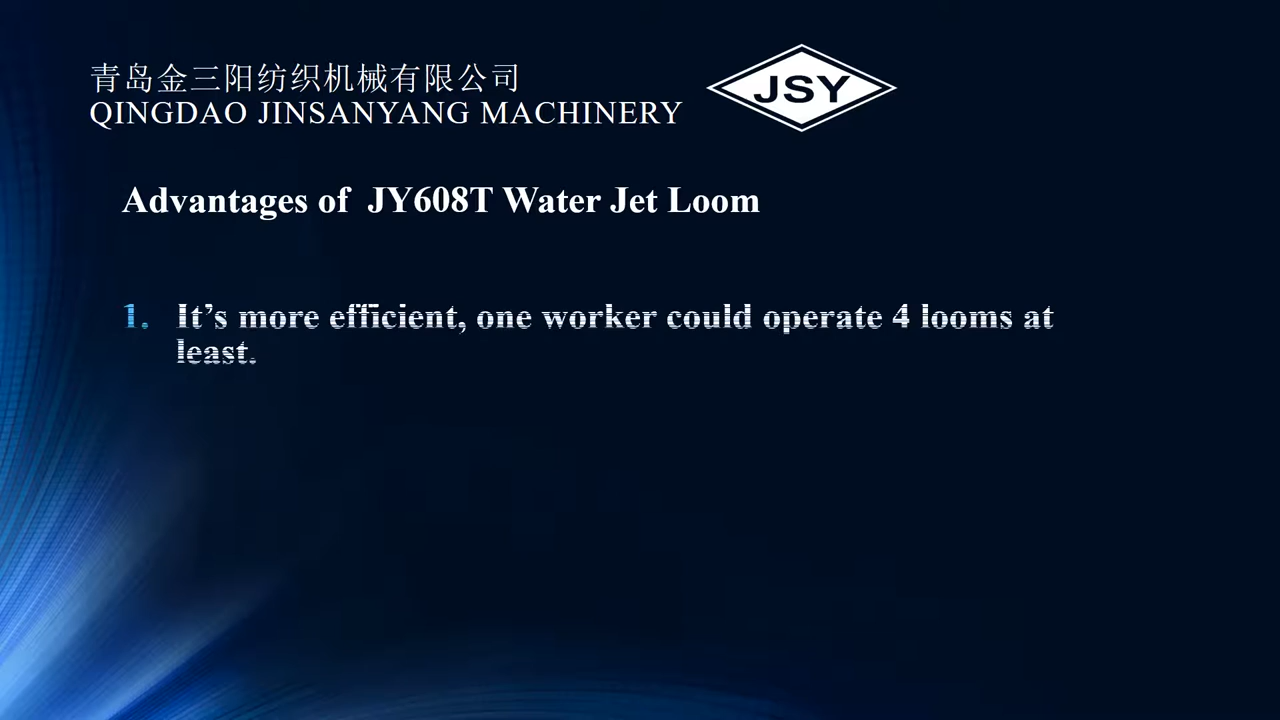 青岛金三阳纺织机械有限公司
QINGDAO JINSANYANG MACHINERY
JSY
Advantages of  JY608T Water Jet Loom
1. It’s more efficient, one worker could operate 4 looms at
least.